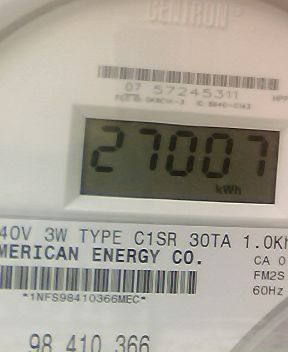 CENTRON®
07 57245311
27007
kWh
40V 3W TYPE C1SR 30TA 1.0Kh
MERICAN ENERGY CO.
CA 0
FM2S
60Hz
*1NFS98410366MEC*
98 410 366